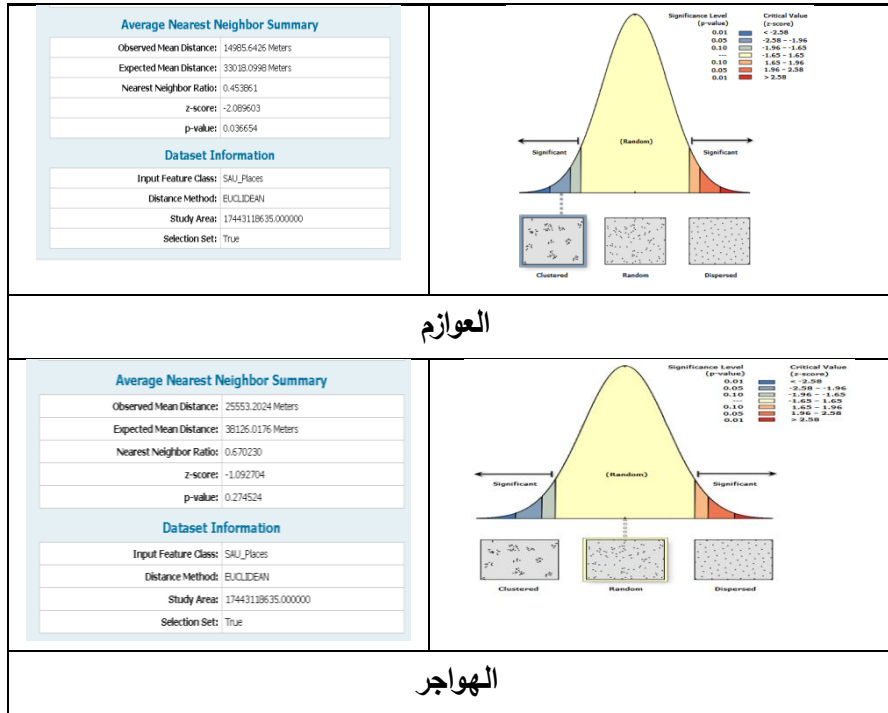 Average Nearest Neighbor Summary
Observed Mean Distance: 14985.6426 Meters
Expected Mean Distance: 33018.0998 Meters
Nearest Neighbor Ratio: 0.453861
z-score: -2.089603
p-value: 0.036654
Dataset Information
Input Feature Class: SAU_Places
Distance Method: EUCLIDEAN
Study Area: 17443118635.000000
Selection Set: True
Significance Level Critical Value
(p-value) (z-score)
0.01 < -2.58
0.05 -2.58 – -1.96
0.10 -1.96 – -1.65
--- -1.65 – 1.65
0.10 1.65 – 1.96
0.05 1.96 – 2.58
0.01 > 2.58
Significant (Random) Significant
Clustered Random Dispersed
العوازم
Average Nearest Neighbor Summary
Observed Mean Distance: 25553.2024 Meters
Expected Mean Distance: 38126.0176 Meters
Nearest Neighbor Ratio: 0.670230
z-score: -1.092704
p-value: 0.274524
Dataset Information
Input Feature Class: SAU_Places
Distance Method: EUCLIDEAN
Study Area: 17443118635.000000
Selection Set: True
Significance Level Critical Value
(p-value) (z-score)
0.01 < -2.58
0.05 -2.58 – -1.96
0.10 -1.96 – -1.65
--- -1.65 – 1.65
0.10 1.65 – 1.96
0.05 1.96 – 2.58
0.01 > 2.58
Significant (Random) Significant
Clustered Random Dispersed
الهواجر